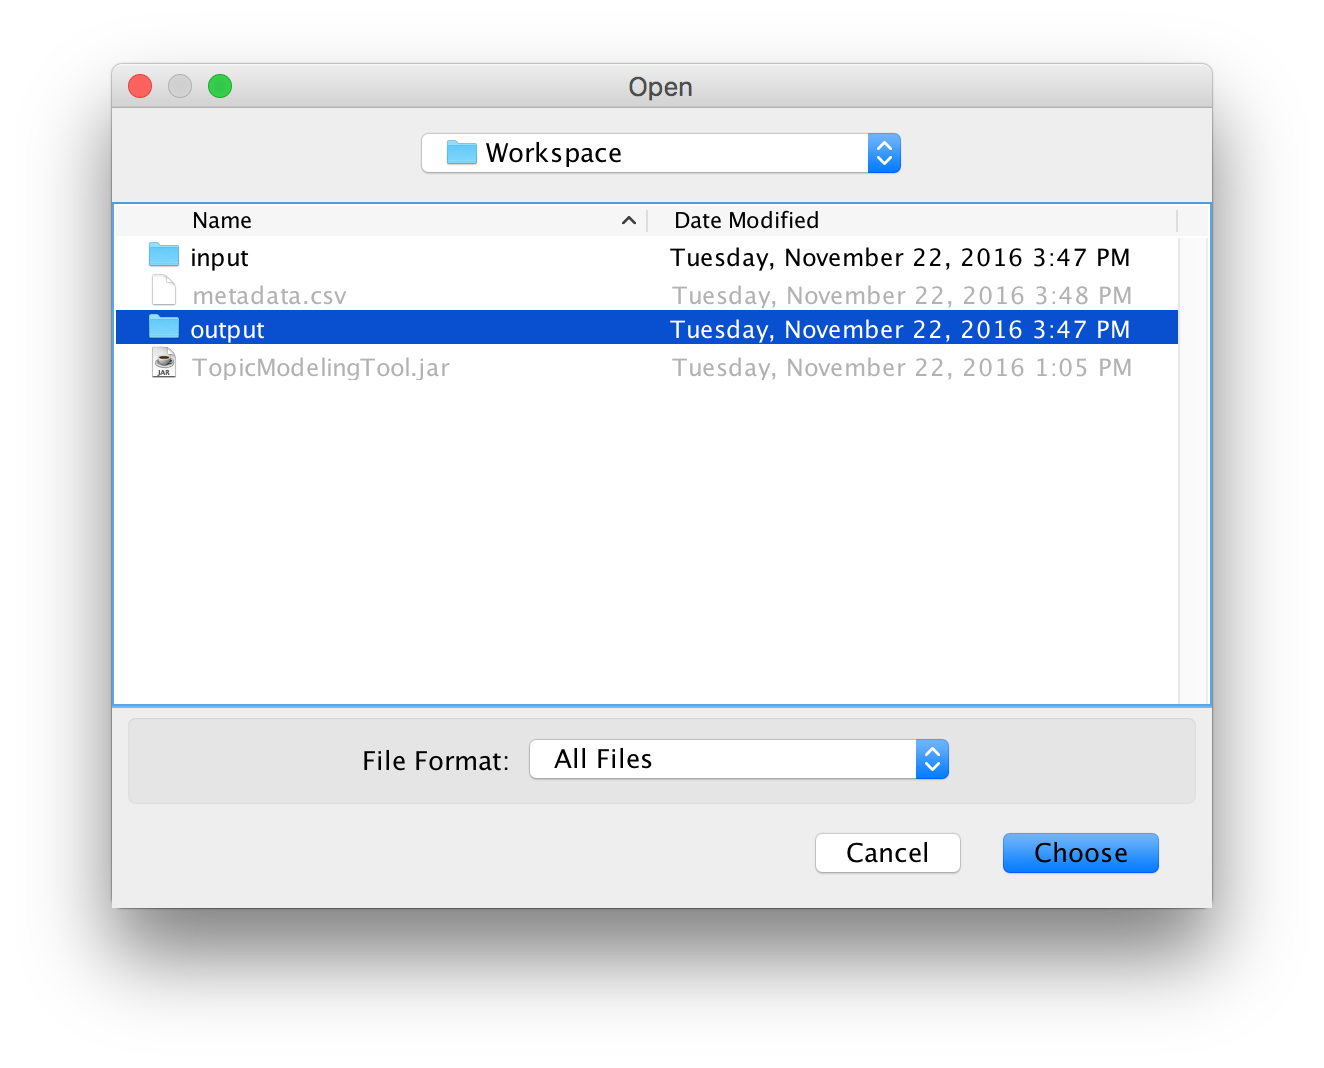 Open
Workspace
Name Date Modified
input Tuesday, November 22, 2016 3:47 PM
metadata.csv Tuesday, November 22, 2016 3:48 PM
output Tuesday, November 22, 2016 3:47 PM
JAR TopicModelingTool.jar Tuesday, November 22, 2016 1:05 PM
File Format: All Files
Cancel Choose